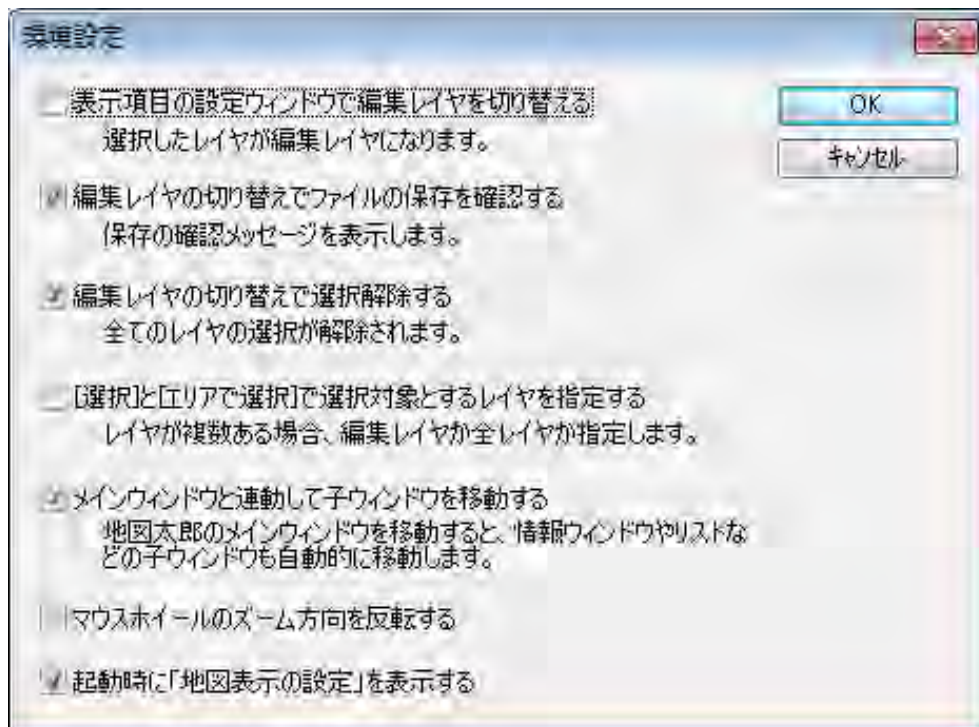 環境設定
表示項目の設定ウィンドウで編集レイヤを切り替える
OK
選択したレイヤが編集レイヤになります。
キャンセル
編集レイヤの切り替えでファイルの保存を確認する
保存の確認メッセージを表示します。
編集レイヤの切り替えで選択解除する
全てのレイヤの選択が解除されます。
[選択]と[エリアで選択]で選択対象とするレイヤを指定する
レイヤが複数ある場合、編集レイヤか全レイヤか指定します。
メインウィンドウと連動して子ウィンドウを移動する
地図太郎のメインウィンドウを移動すると、情報ウィンドウやリストな
どの子ウィンドウも自動的に移動します。
マウスホイールのズーム方向を反転する
起動時に「地図表示の設定」を表示する